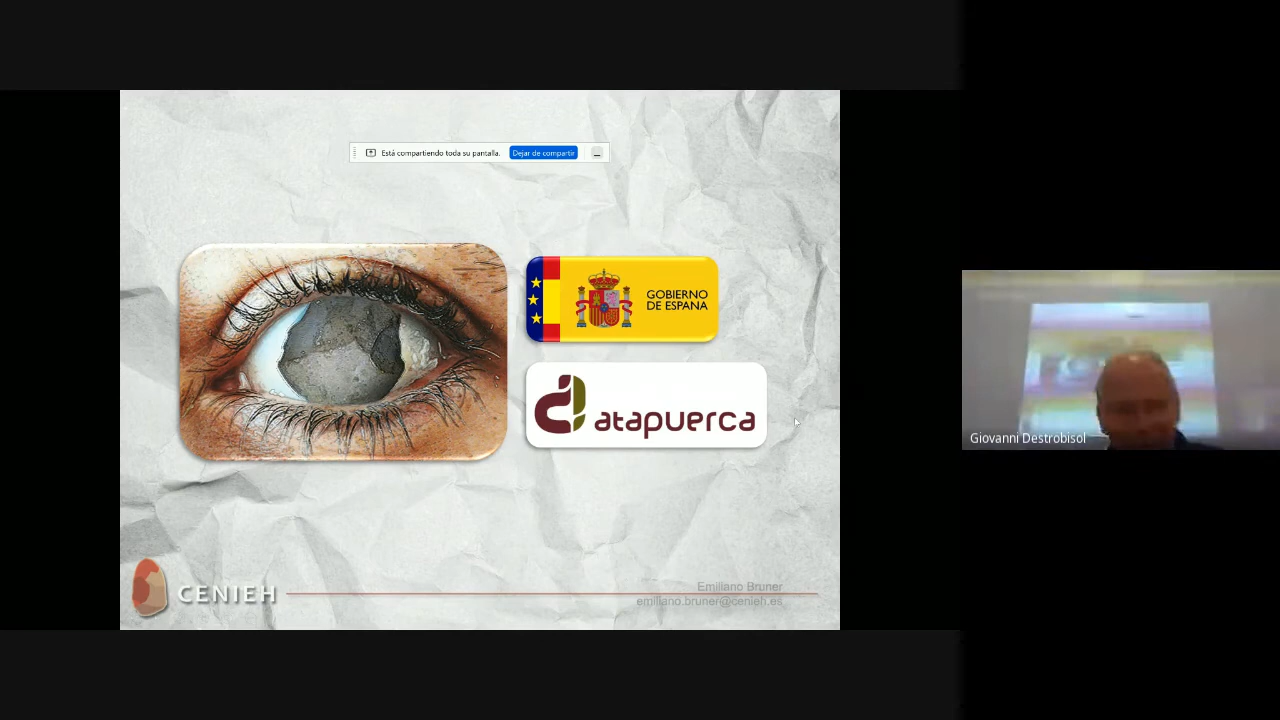 Está compartiendo toda su pantalla.
Dejar de compartir
GOBIERNO
DE ESPAÑA
atapuerca
Giovanni Destrobisol
CENIEH
Emiliano Bruner
emiliano.bruner@cenieh.es